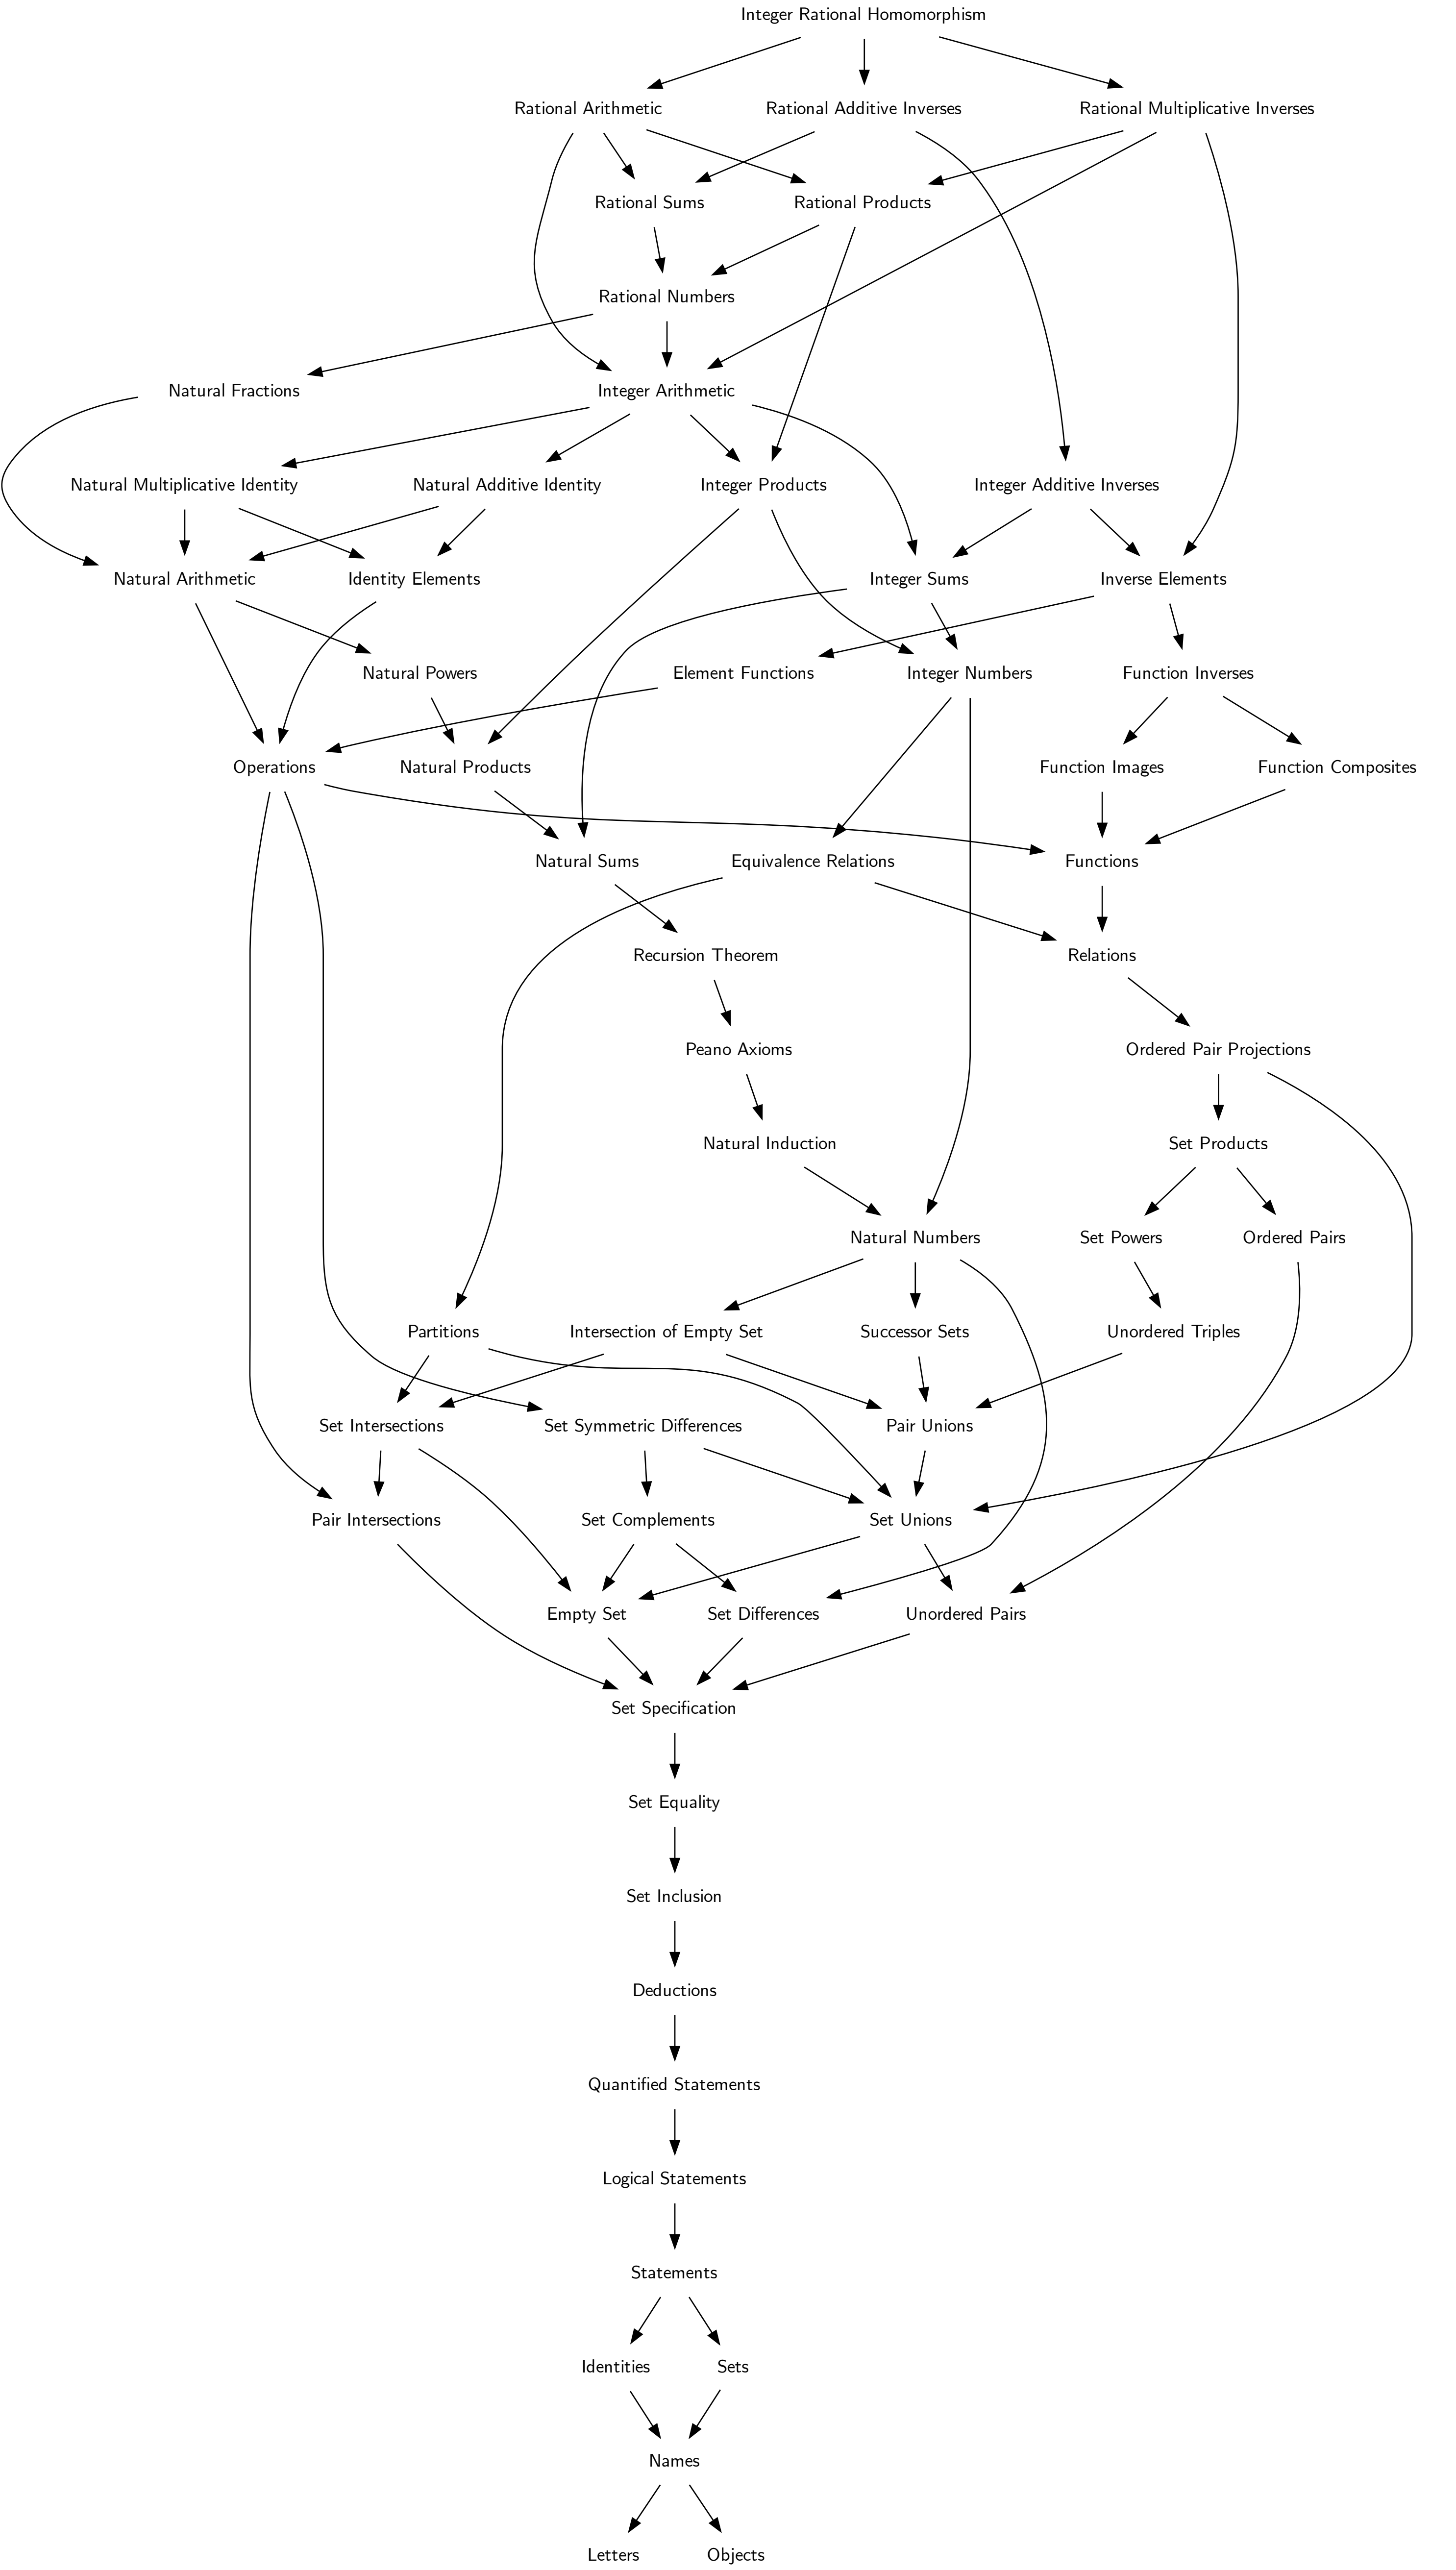 Integer Rational Homomorphism
Rational Arithmetic
Rational Additive Inverses
Rational Multiplicative Inverses
Rational Sums
Rational Products
Rational Numbers
Natural Fractions
Integer Arithmetic
Natural Multiplicative Identity
Natural Additive Identity
Integer Products
Integer Additive Inverses
Natural Arithmetic
Identity Elements
Integer Sums
Inverse Elements
Natural Powers
Element Functions
Integer Numbers
Function Inverses
Operations
Natural Products
Function Images
Function Composites
Natural Sums
Equivalence Relations
Functions
Recursion Theorem
Relations
Peano Axioms
Ordered Pair Projections
Natural Induction
Set Products
Natural Numbers
Set Powers
Ordered Pairs
Partitions
Intersection of Empty Set
Successor Sets
Unordered Triples
Set Intersections
Set Symmetric Differences
Pair Unions
Pair Intersections
Set Complements
Set Unions
Empty Set
Set Differences
Unordered Pairs
Set Specification
Set Equality
Set Inclusion
Deductions
Quantified Statements
Logical Statements
Statements
Identities
Sets
Names
Letters
Objects